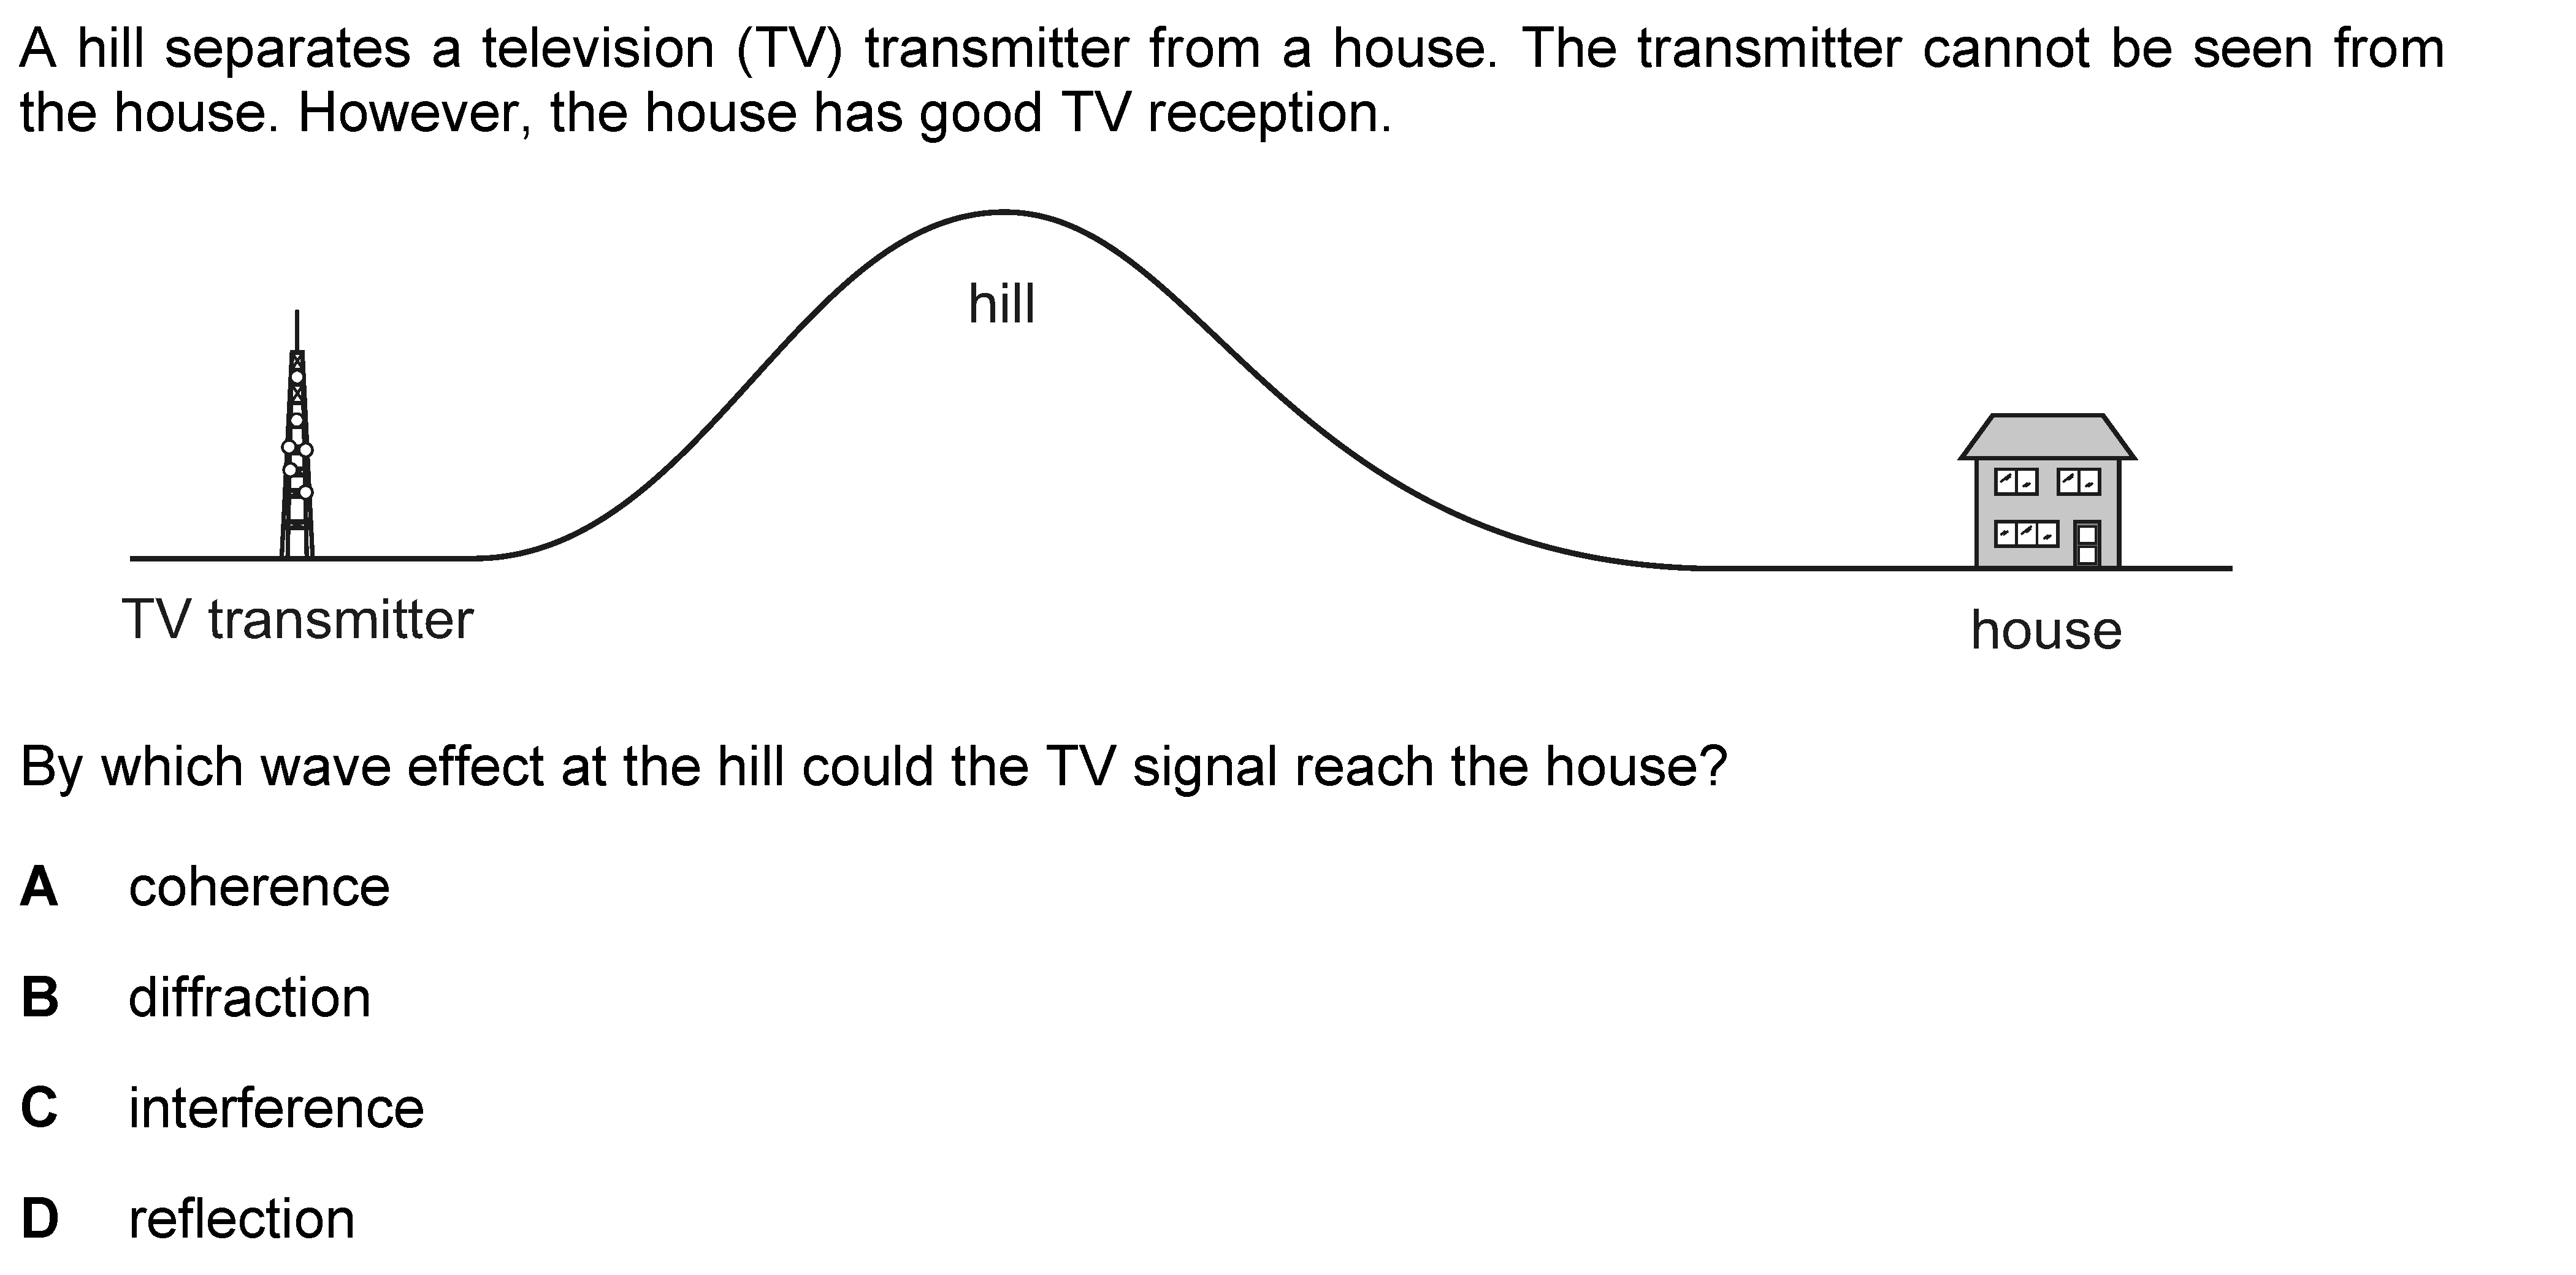 A hill separates a television (TV) transmitter from a house. The transmitter cannot be seen from
the house. However, the house has good TV reception.
hill
TV transmitter
house
By which wave effect at the hill could the TV signal reach the house?
A coherence
B diffraction
C interference
D reflection